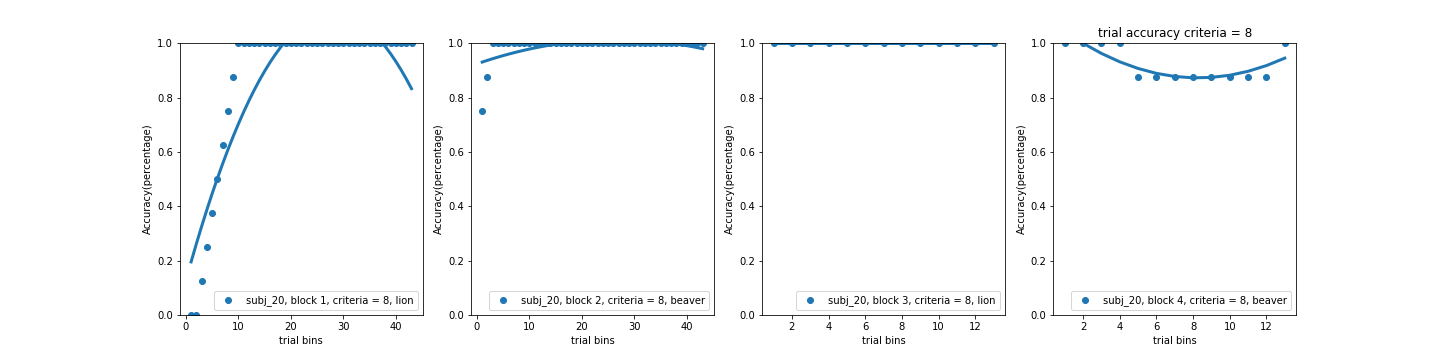 trial accuracy criteria = 8
Accuracy(percentage)
1.0
0.8
0.6
0.4
0.2
0.0
subj_20, block 1, criteria = 8, lion
0 10 20 30 40
trial bins
Accuracy(percentage)
1.0
0.8
0.6
0.4
0.2
0.0
subj_20, block 2, criteria = 8, beaver
0 10 20 30 40
trial bins
Accuracy(percentage)
1.0
0.8
0.6
0.4
0.2
0.0
subj_20, block 3, criteria = 8, lion
2 4 6 8 10 12
trial bins
Accuracy(percentage)
1.0
0.8
0.6
0.4
0.2
0.0
subj_20, block 4, criteria = 8, beaver
2 4 6 8 10 12
trial bins